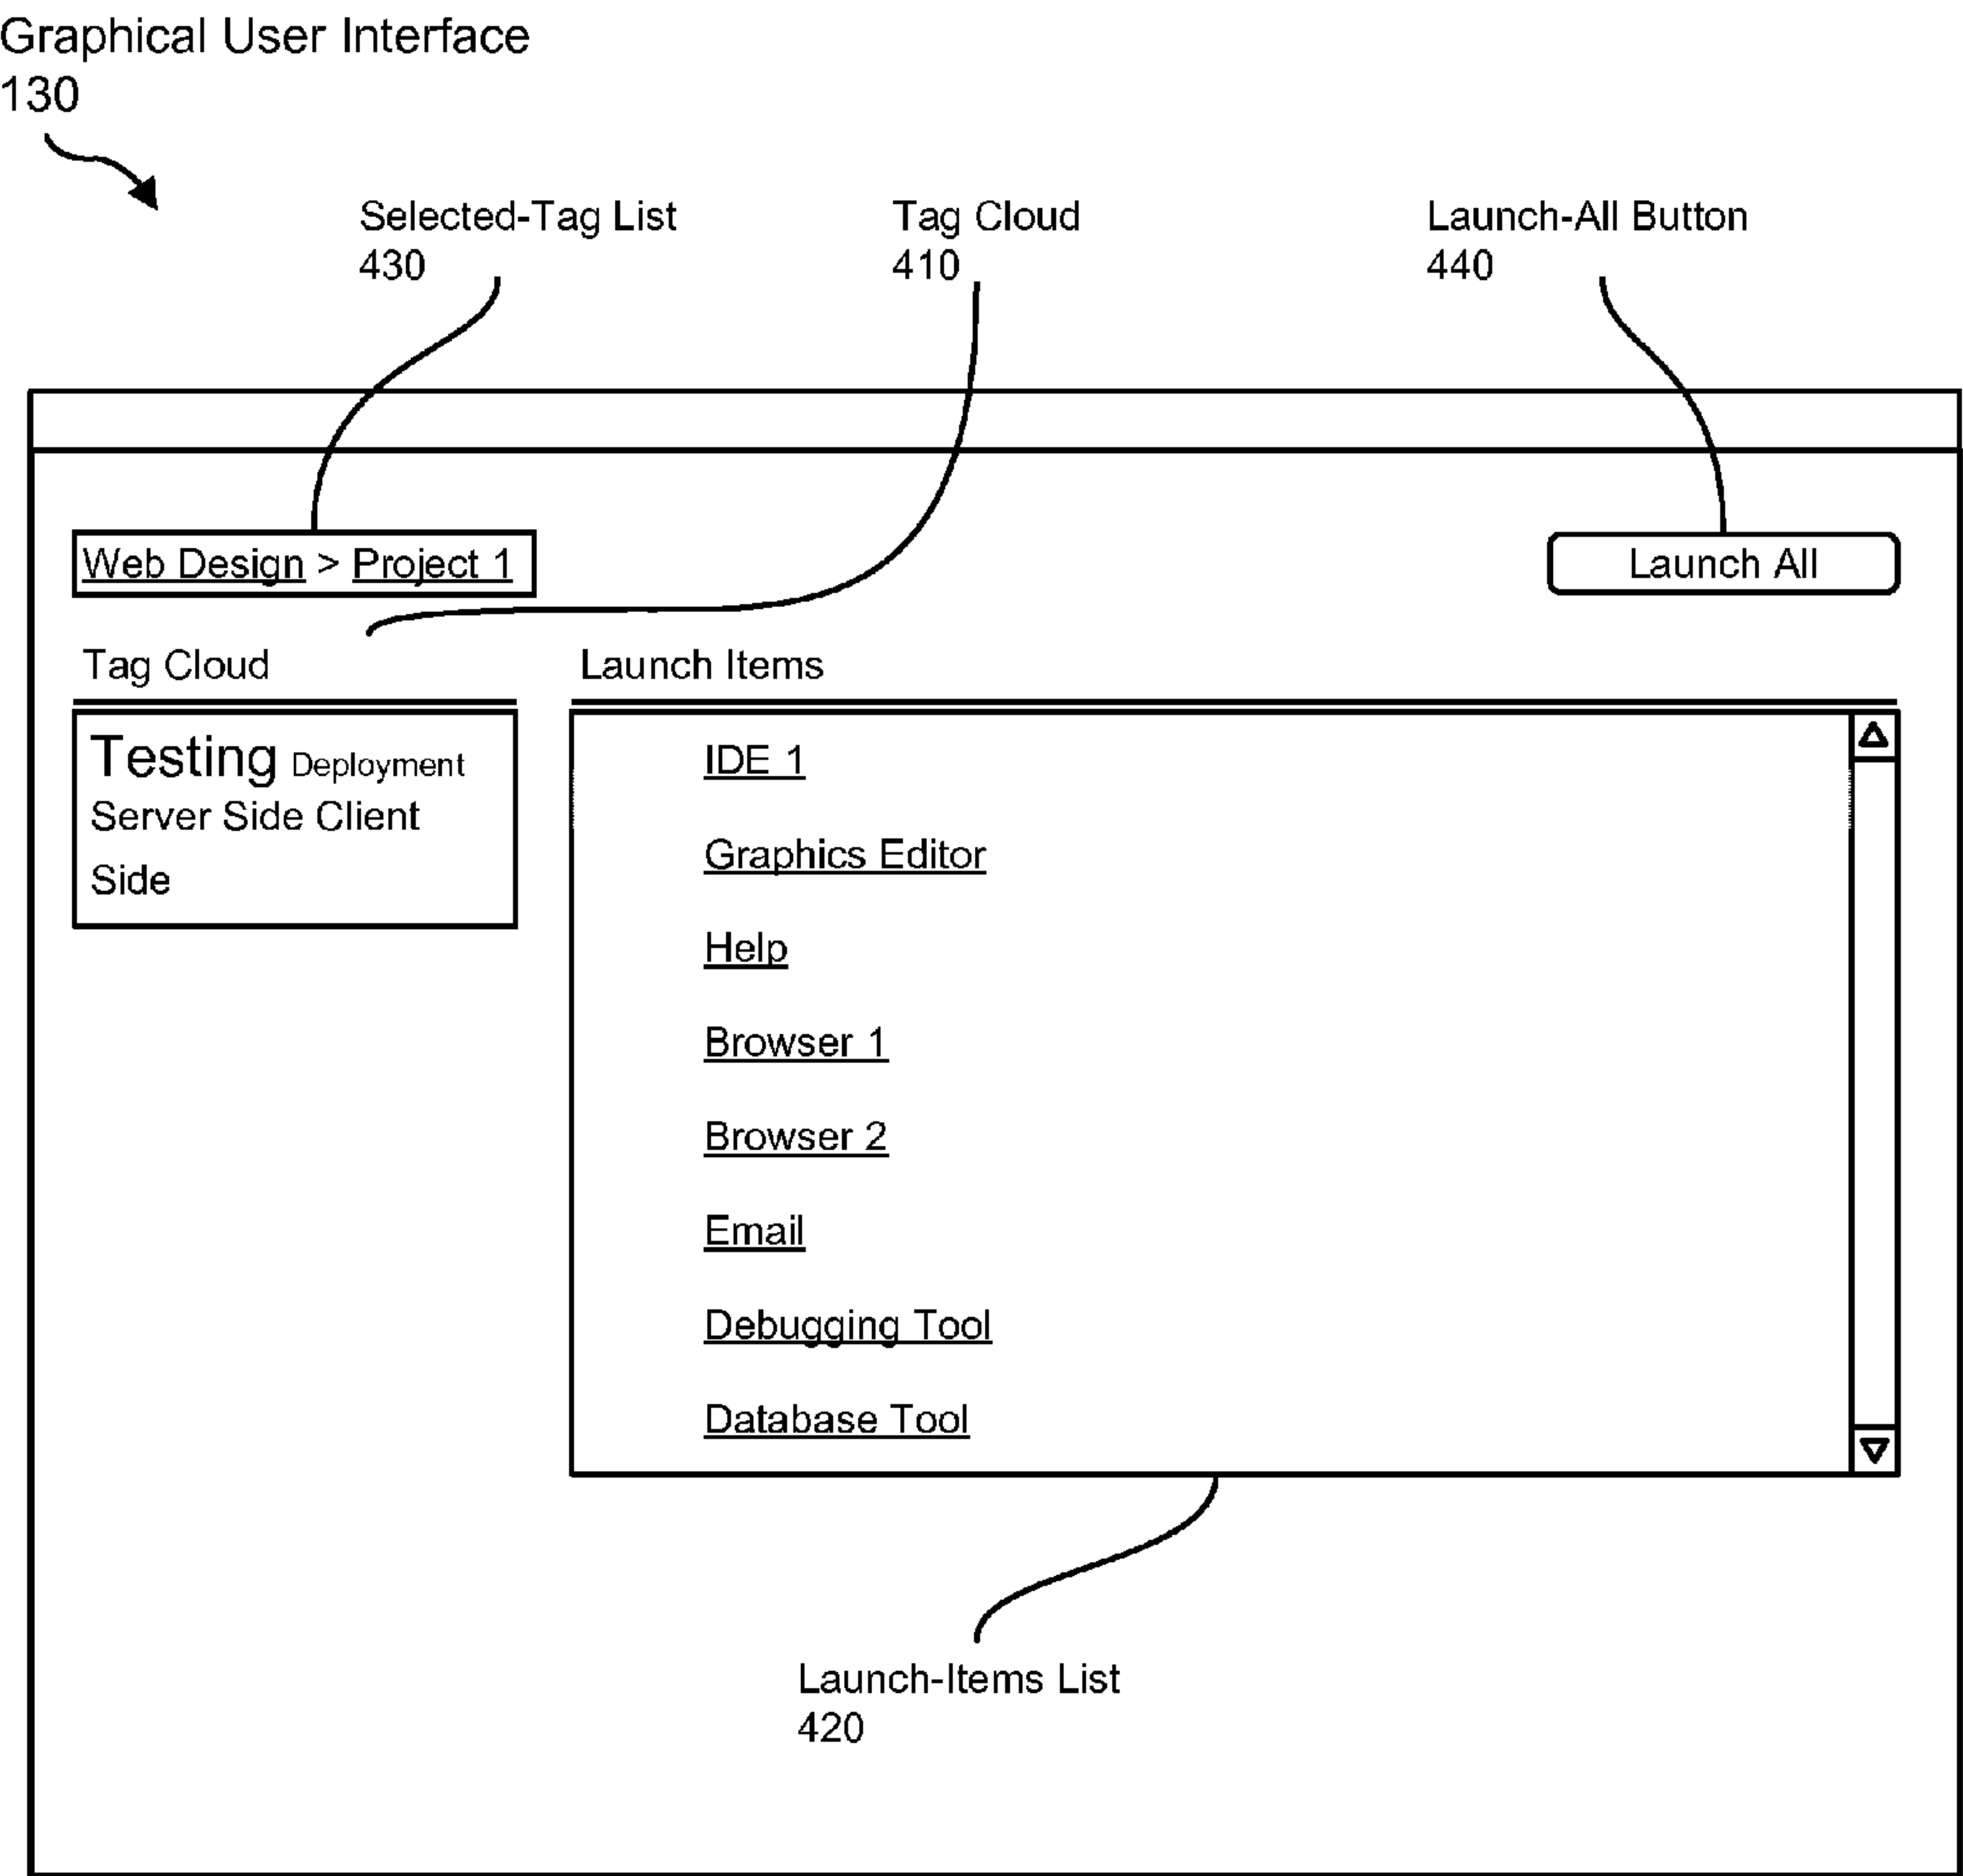 Graphical User Interface
130
Selected-Tag List
430
Tag Cloud
410
Launch-All Button
440
Web Design > Project 1
Launch All
Tag Cloud
Testing Deployment
Server Side Client
Side
Launch Items
IDE 1
Graphics Editor
Help
Browser 1
Browser 2
Email
Debugging Tool
Database Tool
Launch-Items List
420